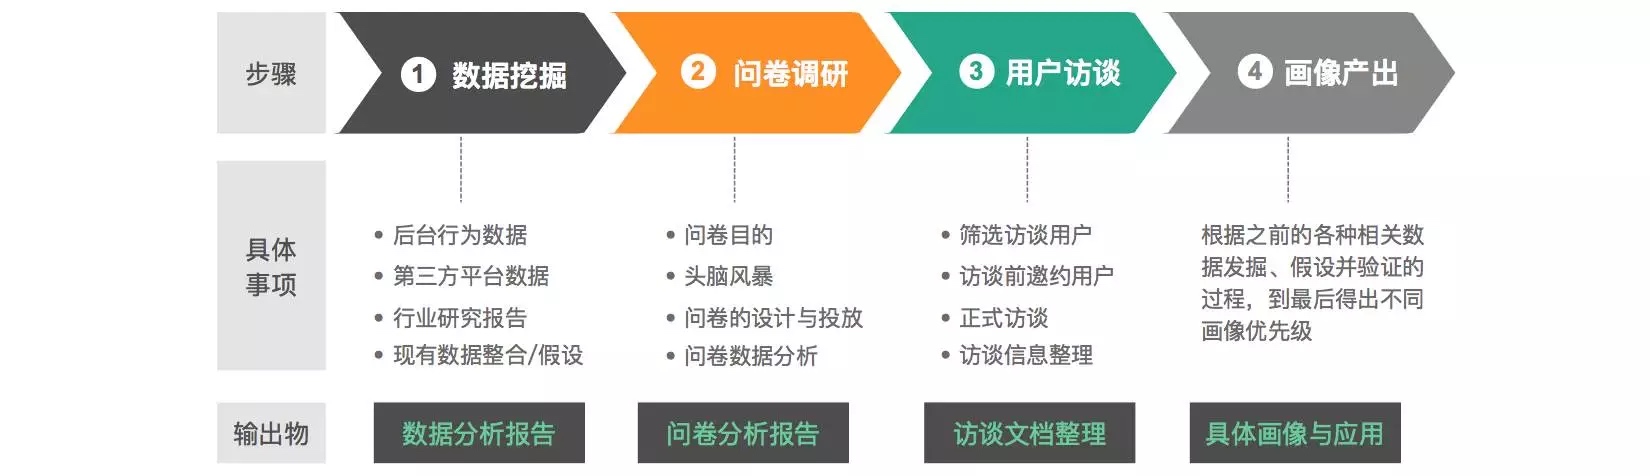 步骤
1 数据挖掘
2 问卷调研
3 用户访谈
4 画像产出
具体
事项
• 后台行为数据
• 第三方平台数据
• 行业研究报告
• 现有数据整合/假设
• 问卷目的
• 头脑风暴
• 问卷的设计与投放
• 问卷数据分析
• 筛选访谈用户
• 访谈前邀约用户
• 正式访谈
• 访谈信息整理
根据之前的各种相关数
据发掘、假设并验证的
过程，到最后得出不同
画像优先级
输出物
数据分析报告
问卷分析报告
访谈文档整理
具体画像与应用